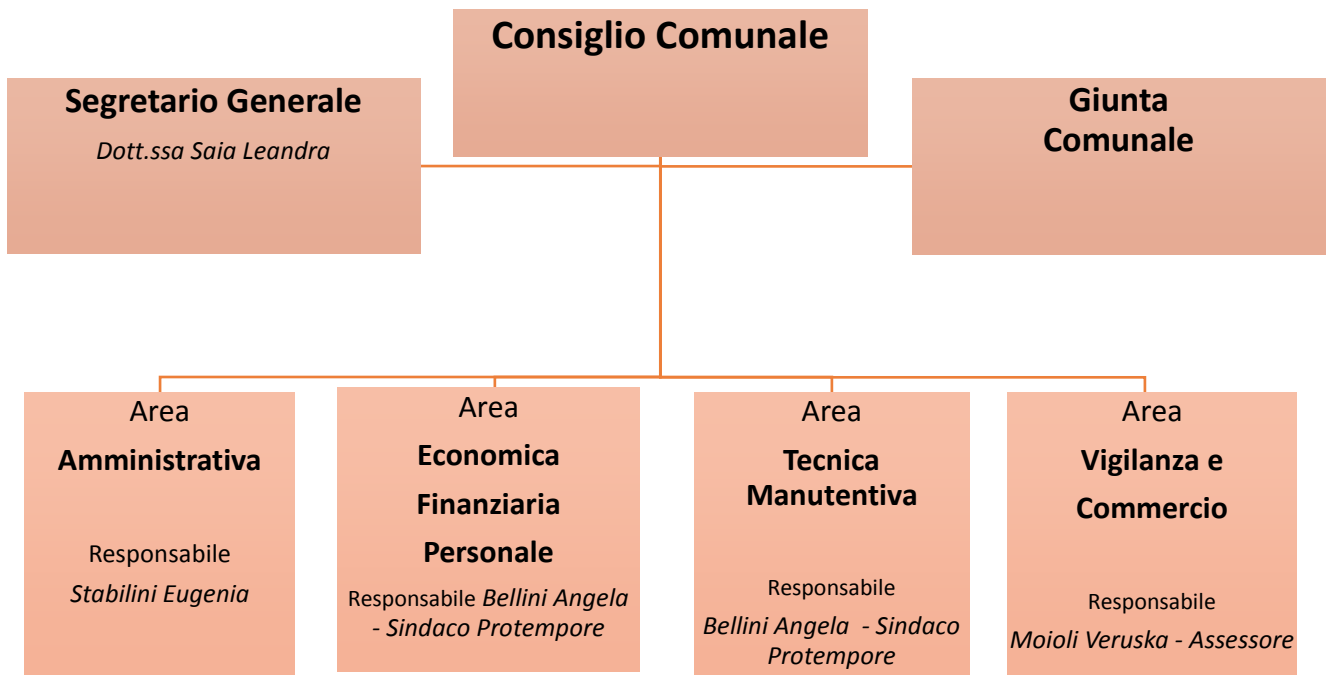 Consiglio Comunale
Segretario Generale
Dott.ssa Saia Leandra
Giunta
Comunale
Area
Amministrativa
Responsabile
Stabilini Eugenia
Area
Economica
Finanziaria
Personale
Responsabile Bellini Angela
- Sindaco Protempore
Area
Tecnica
Manutentiva
Responsabile
Bellini Angela - Sindaco
Protempore
Area
Vigilanza e
Commercio
Responsabile
Moioli Veruska - Assessore